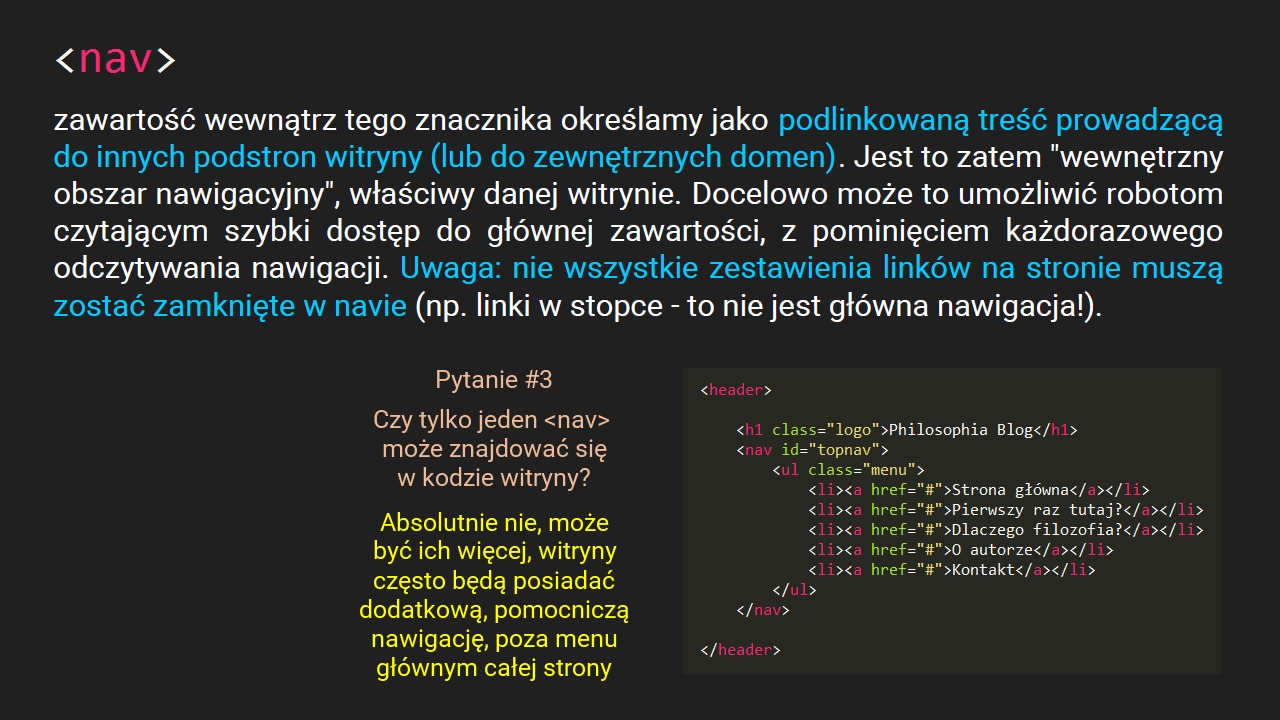 <nav>
zawartość wewnątrz tego znacznika określamy jako podlinkowaną treść prowadzącą
do innych podstron witryny (lub do zewnętrznych domen). Jest to zatem "wewnętrzny
obszar nawigacyjny", właściwy danej witrynie. Docelowo może to umożliwić robotom
czytającym szybki dostęp do głównej zawartości, z pominięciem każdorazowego
odczytywania nawigacji. Uwaga: nie wszystkie zestawienia linków na stronie muszą
zostać zamknięte w navie (np. linki w stopce - to nie jest główna nawigacja!).
Pytanie #3
Czy tylko jeden <nav>
może znajdować się
w kodzie witryny?
Absolutnie nie, może
być ich więcej, witryny
często będą posiadać
dodatkową, pomocniczą
nawigację, poza menu
głównym całej strony
<header>
<h1 class="logo">Philosophia Blog</h1>
<nav id="topnav">
<ul class="menu">
<li><a href="#">Strona główna</a></li>
<li><a href="#">Pierwszy raz tutaj?</a></li>
<li><a href="#">Dlaczego filozofia?</a></li>
<li><a href="#">O autorze</a></li>
<li><a href="#">Kontakt</a></li>
</ul>
</nav>
</header>